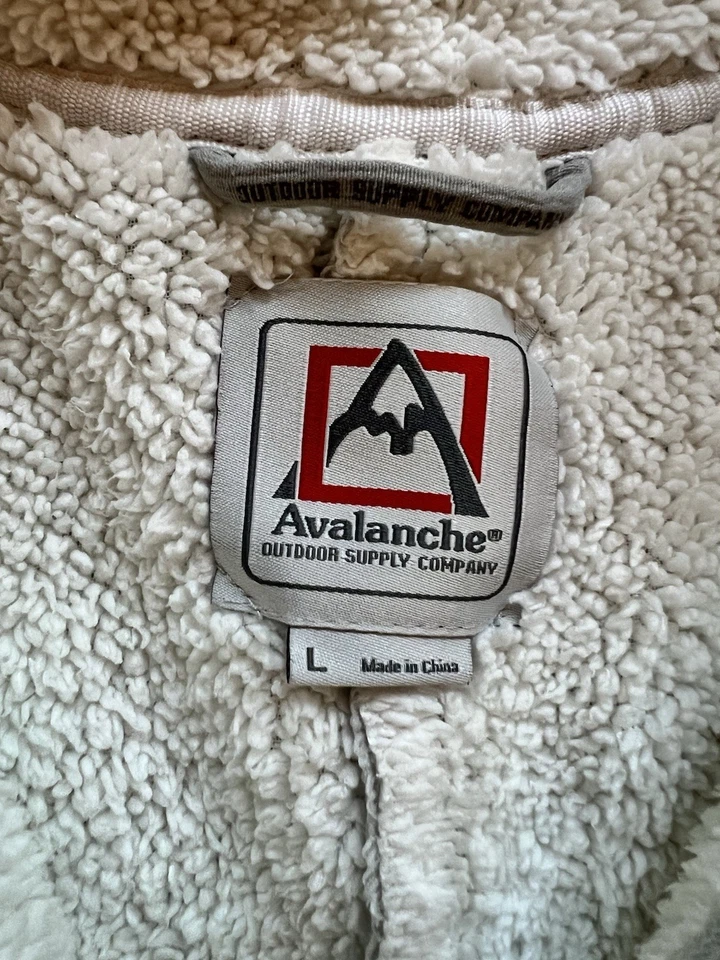 OUTDOOR SUPPLY COMPANY
Avalanche®
OUTDOOR SUPPLY COMPANY
L Made in China